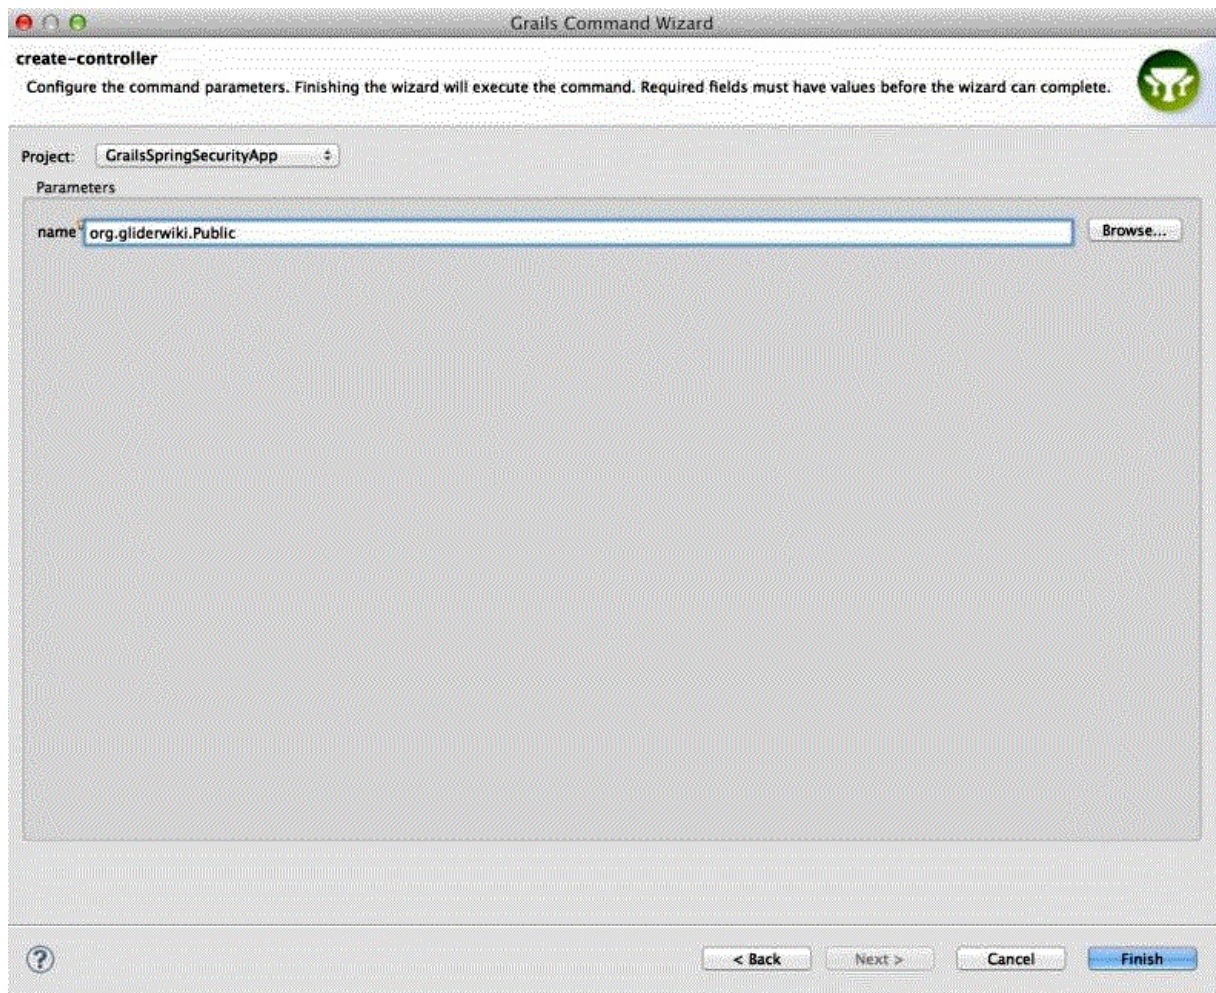 Grails Command Wizard
create-controller
Configure the command parameters. Finishing the wizard will execute the command. Required fields must have values before the wizard can complete.
Project: GrailsSpringSecurityApp
Parameters
name org.gliderwiki.Public Browse...
? < Back Next > Cancel Finish